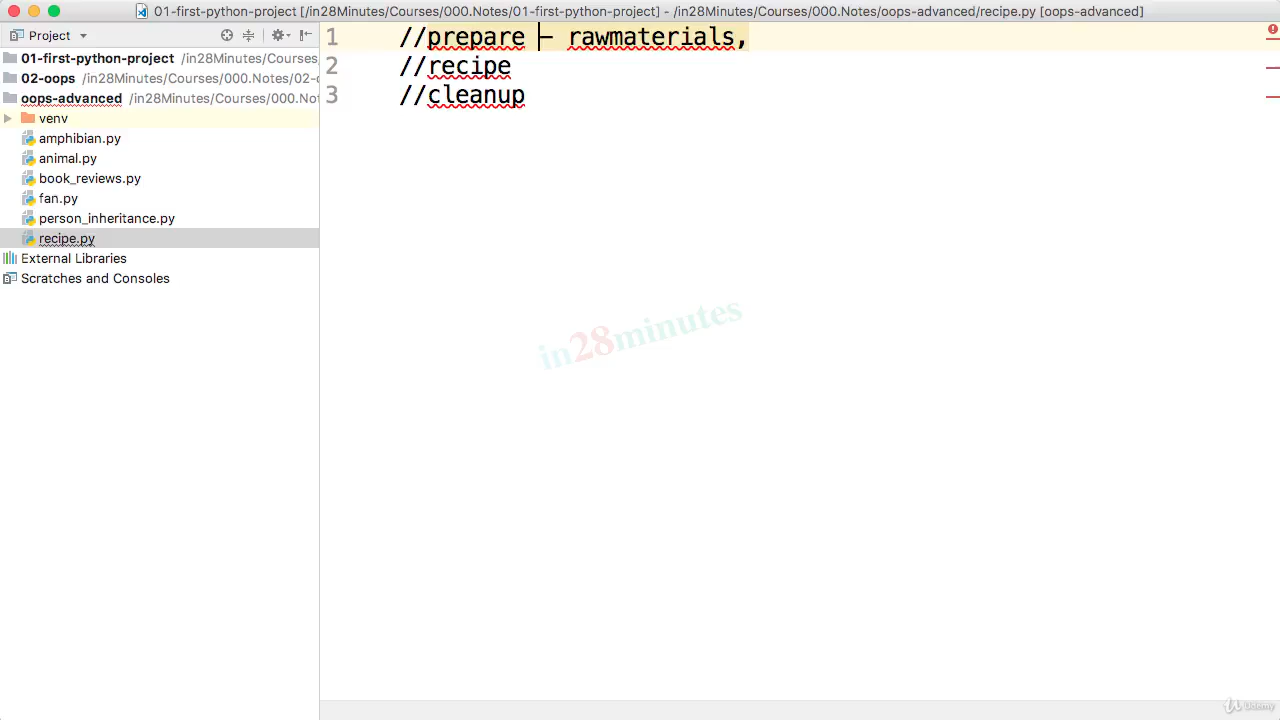 01-first-python-project [/in28Minutes/Courses/000.Notes/01-first-python-project] - /in28Minutes/Courses/000.Notes/oops-advanced/recipe.py [oops-advanced]
Project
01-first-python-project /in28Minutes/Courses
02-oops /in28Minutes/Courses/000.Notes/02-
oops-advanced /in28Minutes/Courses/000.Not
venv
amphibian.py
animal.py
book_reviews.py
fan.py
person_inheritance.py
recipe.py
External Libraries
Scratches and Consoles
1 //prepare - rawmaterials,
2 //recipe
3 //cleanup
in28minutes
Udemy